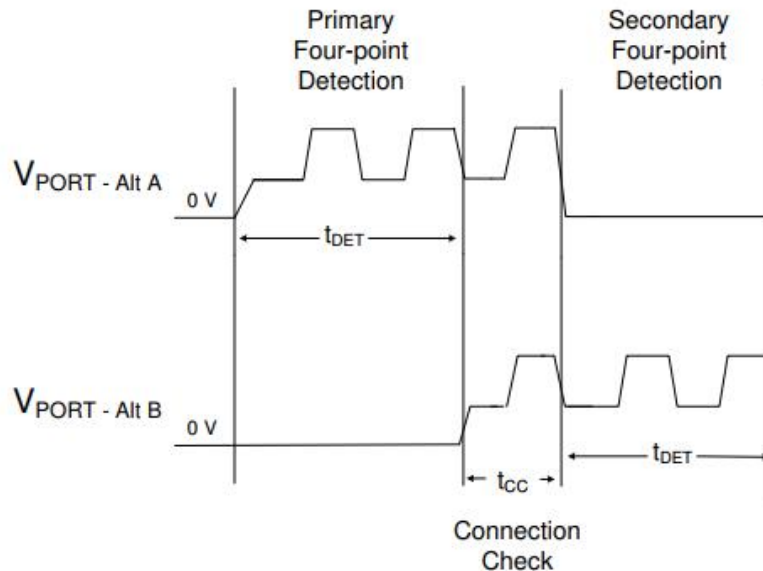 Primary
Four-point
Detection
Secondary
Four-point
Detection
VPORT - Alt A
0 V
tDET
VPORT - Alt B
0 V
tDET
tCC
Connection
Check